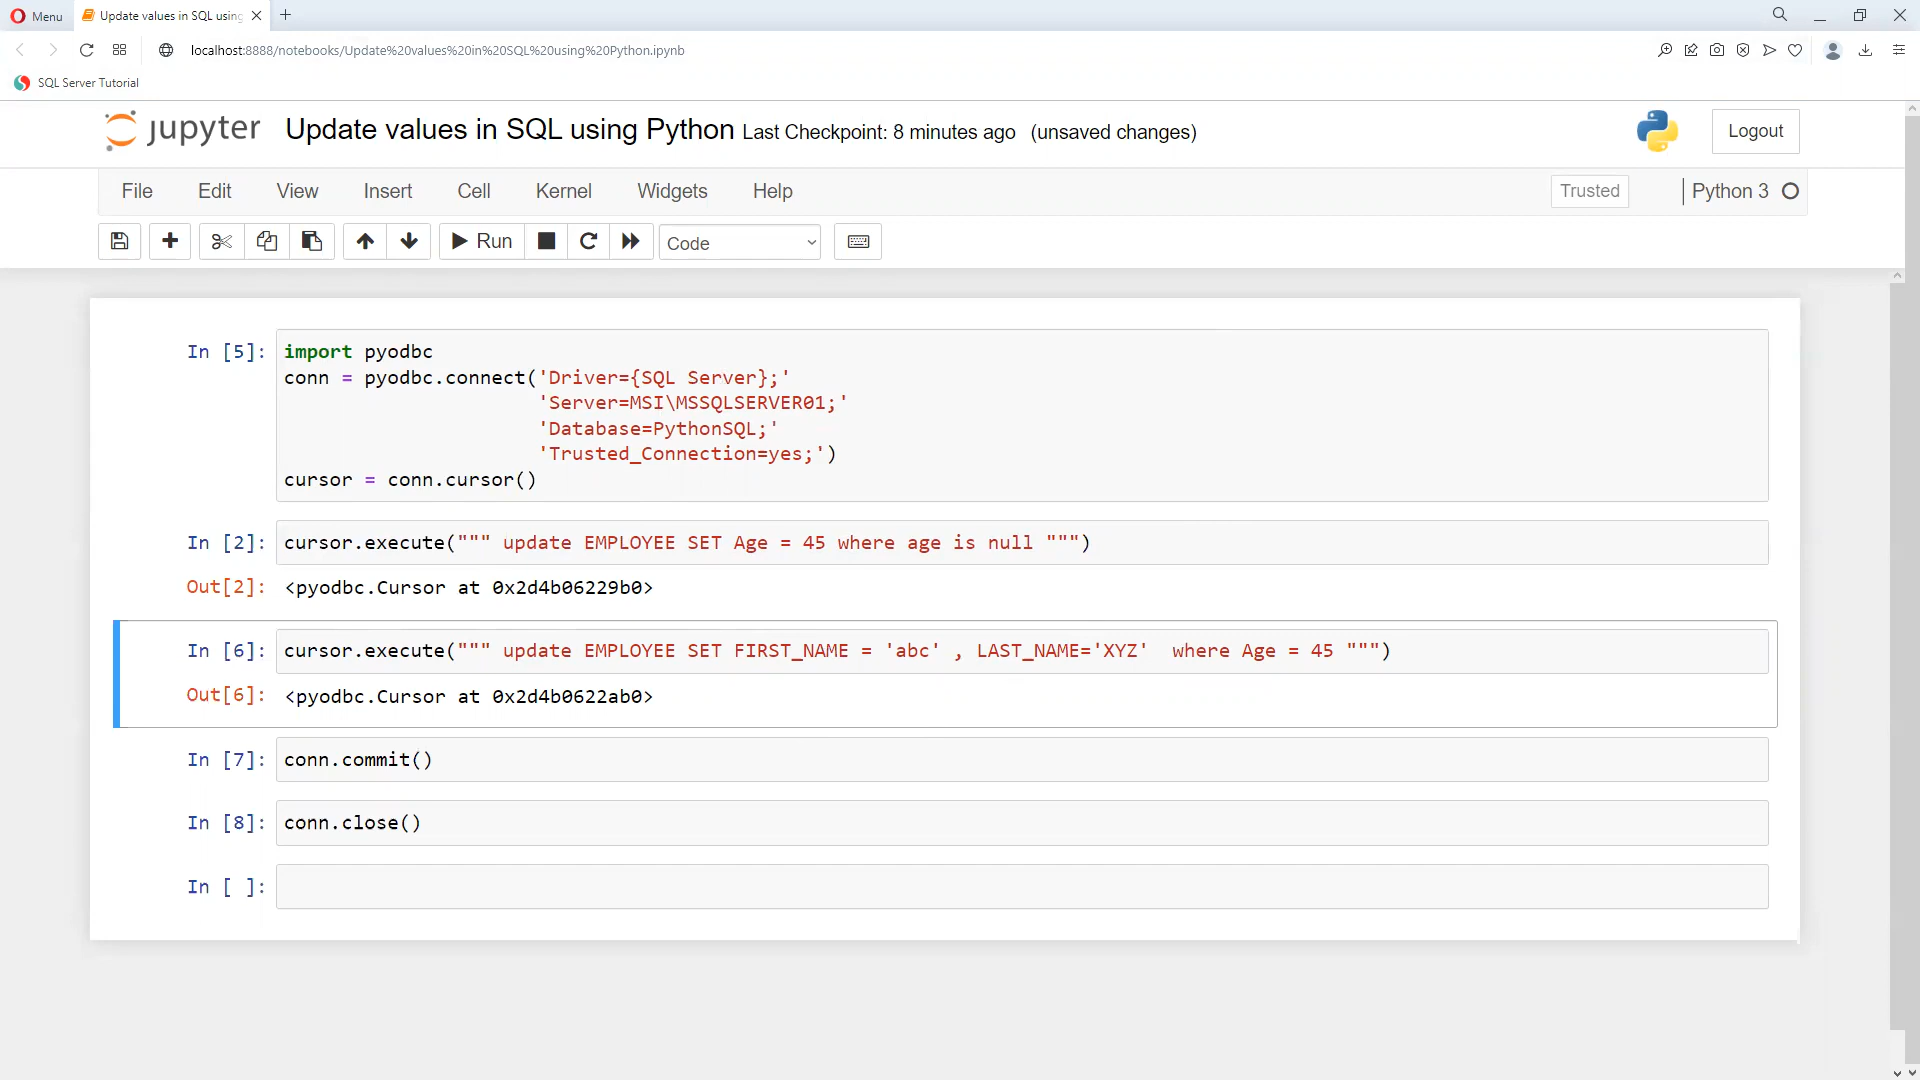 Menu
Update values in SQL using
localhost:8888/notebooks/Update%20values%20in%20SQL%20using%20Python.ipynb
SQL Server Tutorial
jupyter Update values in SQL using Python Last Checkpoint: 8 minutes ago (unsaved changes)
Logout
File Edit View Insert Cell Kernel Widgets Help
Trusted
Python 3
Run
Code
In [5]: import pyodbc
conn = pyodbc.connect('Driver={SQL Server};'
'Server=MSI\MSSQLSERVER01;'
'Database=PythonSQL;'
'Trusted_Connection=yes;')
cursor = conn.cursor()
In [2]: cursor.execute(""" update EMPLOYEE SET Age = 45 where age is null """)
Out[2]: <pyodbc.Cursor at 0x2d4b06229b0>
In [6]: cursor.execute(""" update EMPLOYEE SET FIRST_NAME = 'abc' , LAST_NAME='XYZ'  where Age = 45 """)
Out[6]: <pyodbc.Cursor at 0x2d4b0622ab0>
In [7]: conn.commit()
In [8]: conn.close()
In [ ]: